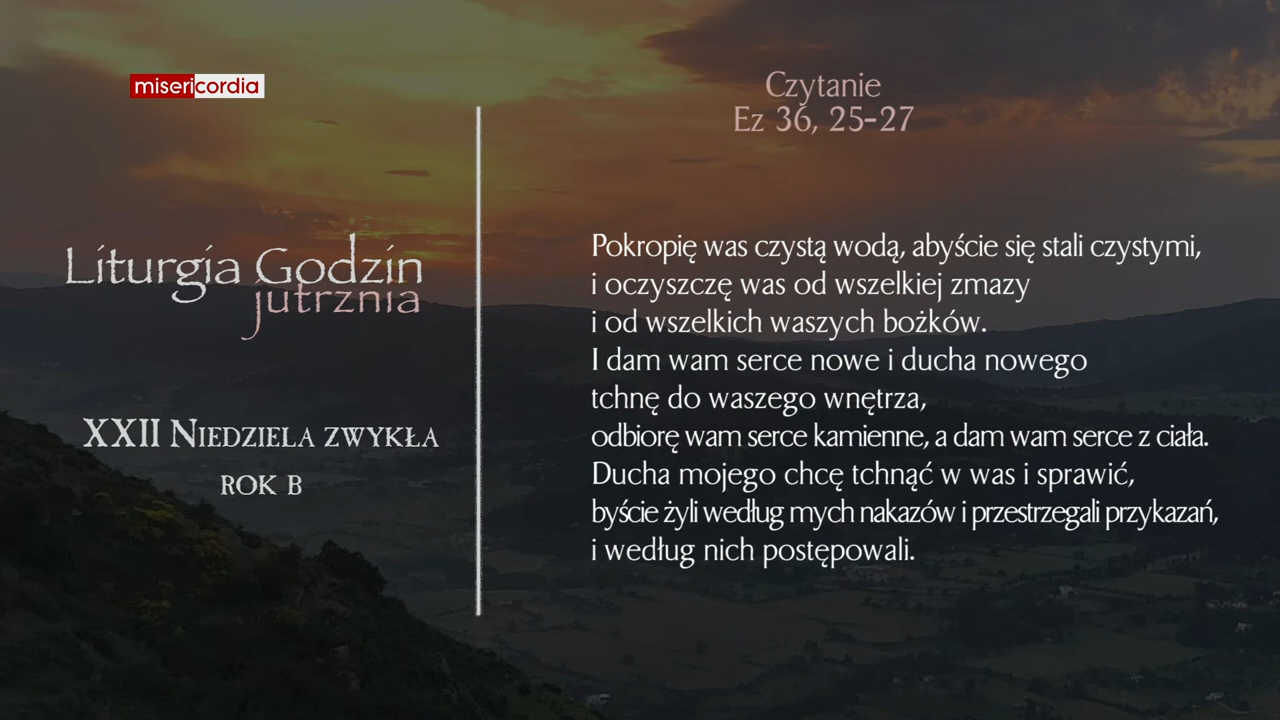 misericordia
Liturgia Godzin
jutrznia
XXII Niedziela zwykła
rok B
Czytanie
Ez 36, 25-27
Pokropię was czystą wodą, abyście się stali czystymi,
i oczyszczę was od wszelkiej zmazy
i od wszelkich waszych bożków.
I dam wam serce nowe i ducha nowego
tchnę do waszego wnętrza,
odbiorę wam serce kamienne, a dam wam serce z ciała.
Ducha mojego chcę tchnąć w was i sprawić,
byście żyli według mych nakazów i przestrzegali przykazań,
i według nich postępowali.